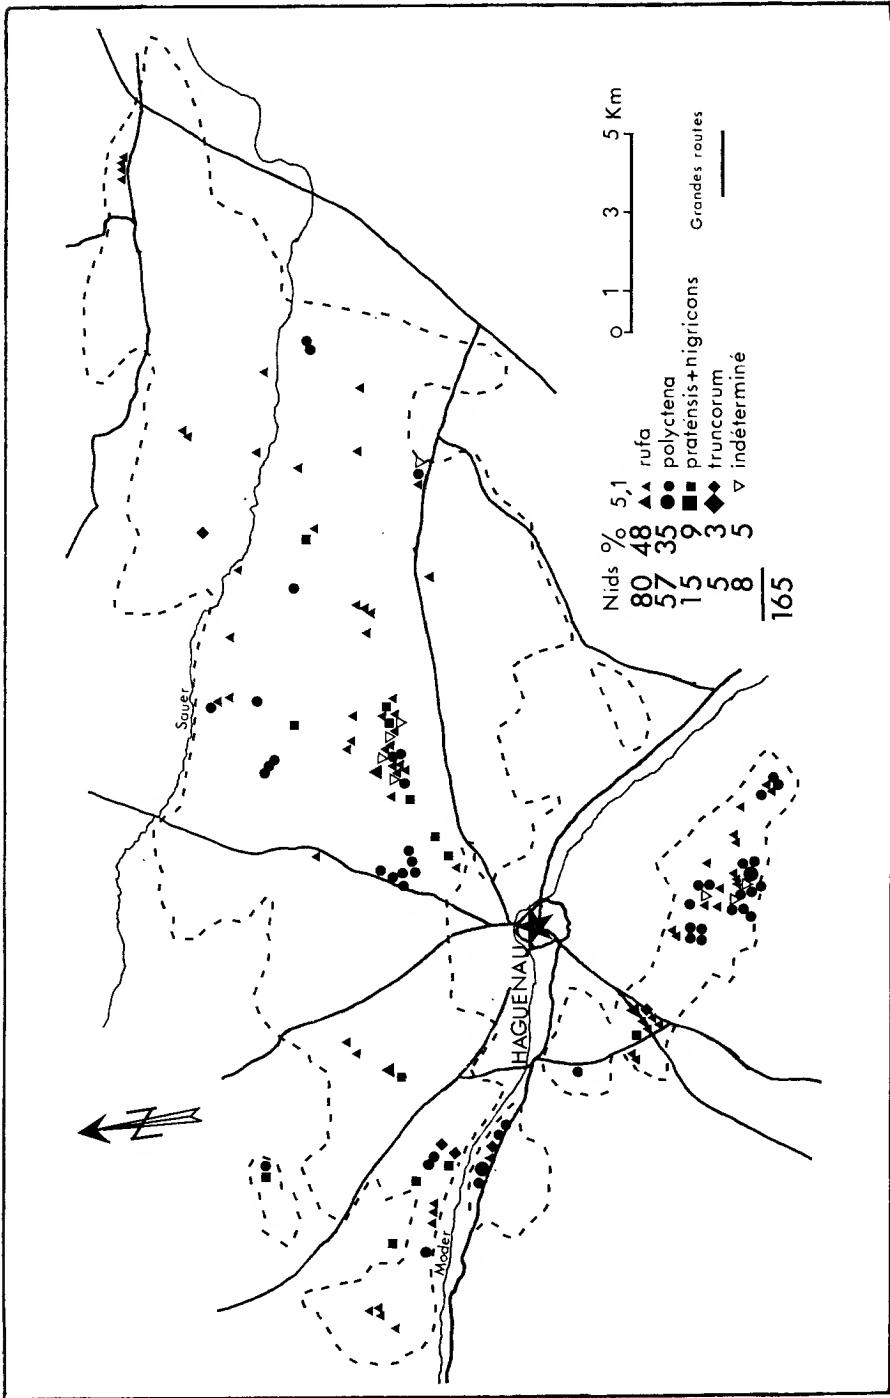 Sauer
N
HAGUENAU
Moder
Nids % 5,1
80 48 rufa
57 35 polyctena
15 9 pratensis+higricans
5 3 truncorum
8 5 indéterminé
165
0 1 3 5 Km
Grandes routes